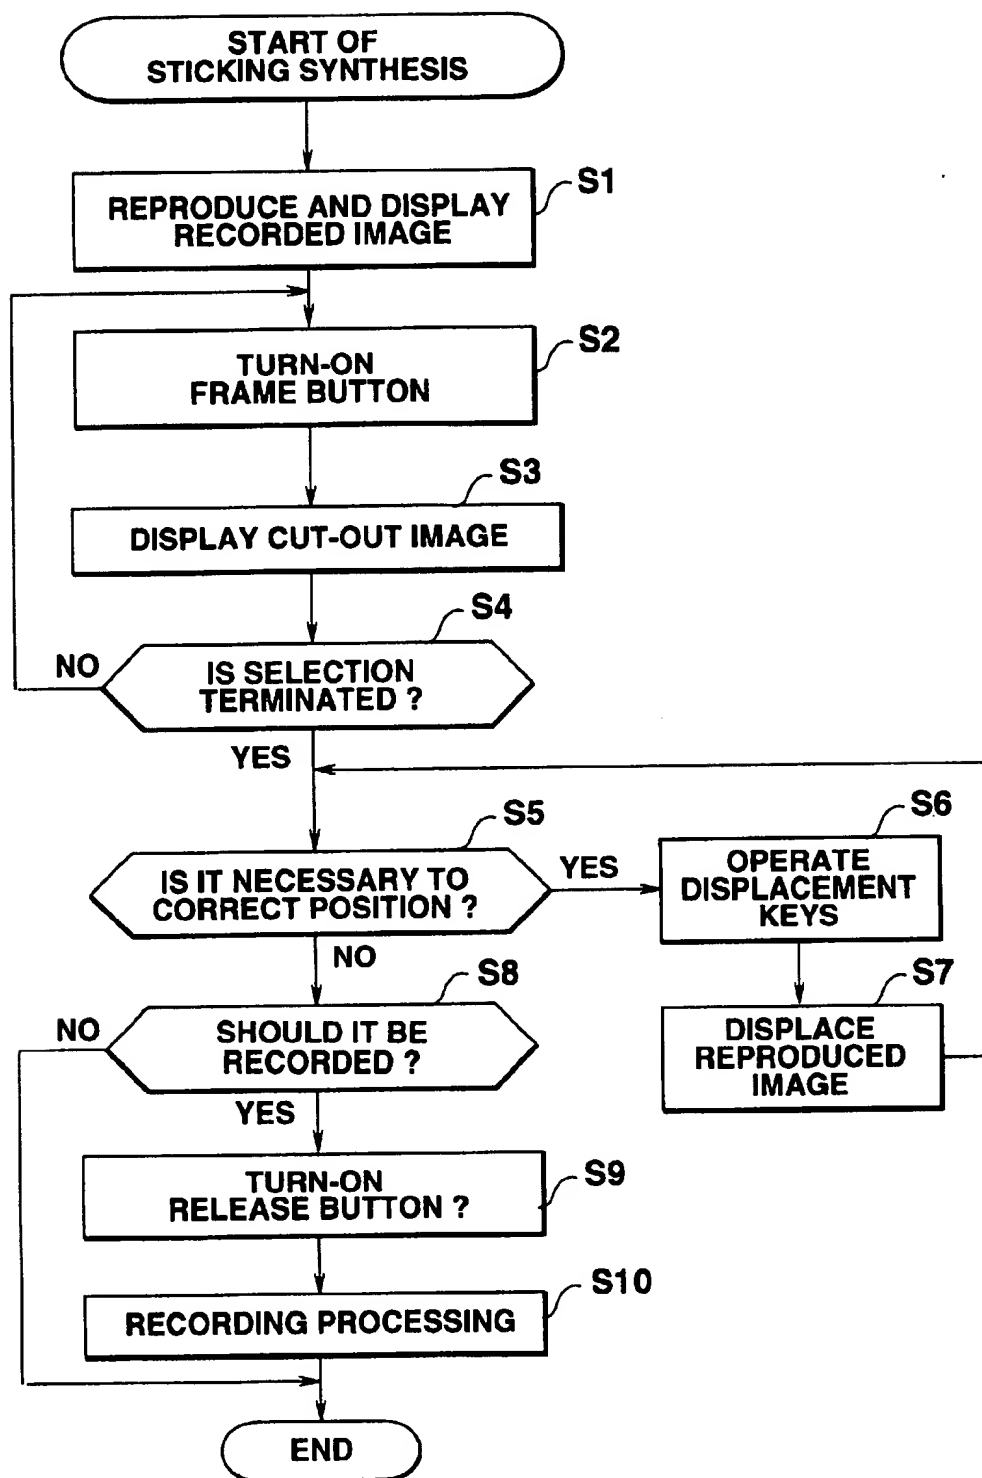 START OF
STICKING SYNTHESIS
S1
REPRODUCE AND DISPLAY
RECORDED IMAGE
S2
TURN-ON
FRAME BUTTON
S3
DISPLAY CUT-OUT IMAGE
S4
NO
IS SELECTION
TERMINATED ?
YES
S5
IS IT NECESSARY TO
CORRECT POSITION ?
YES
S6
OPERATE
DISPLACEMENT
KEYS
NO
S7
DISPLACE
REPRODUCED
IMAGE
S8
NO
SHOULD IT BE
RECORDED ?
YES
S9
TURN-ON
RELEASE BUTTON ?
S10
RECORDING PROCESSING
END